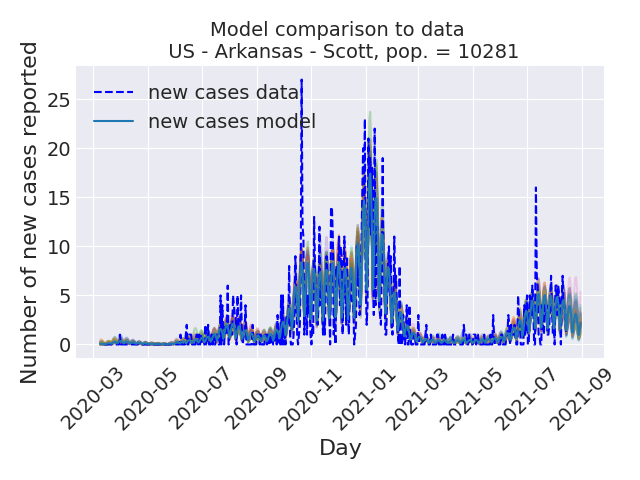 Model comparison to data
US - Arkansas - Scott, pop. = 10281
Number of new cases reported
25
20
15
10
5
0
new cases data
new cases model
2020-03
2020-05
2020-07
2020-09
2020-11
2021-01
2021-03
2021-05
2021-07
2021-09
Day